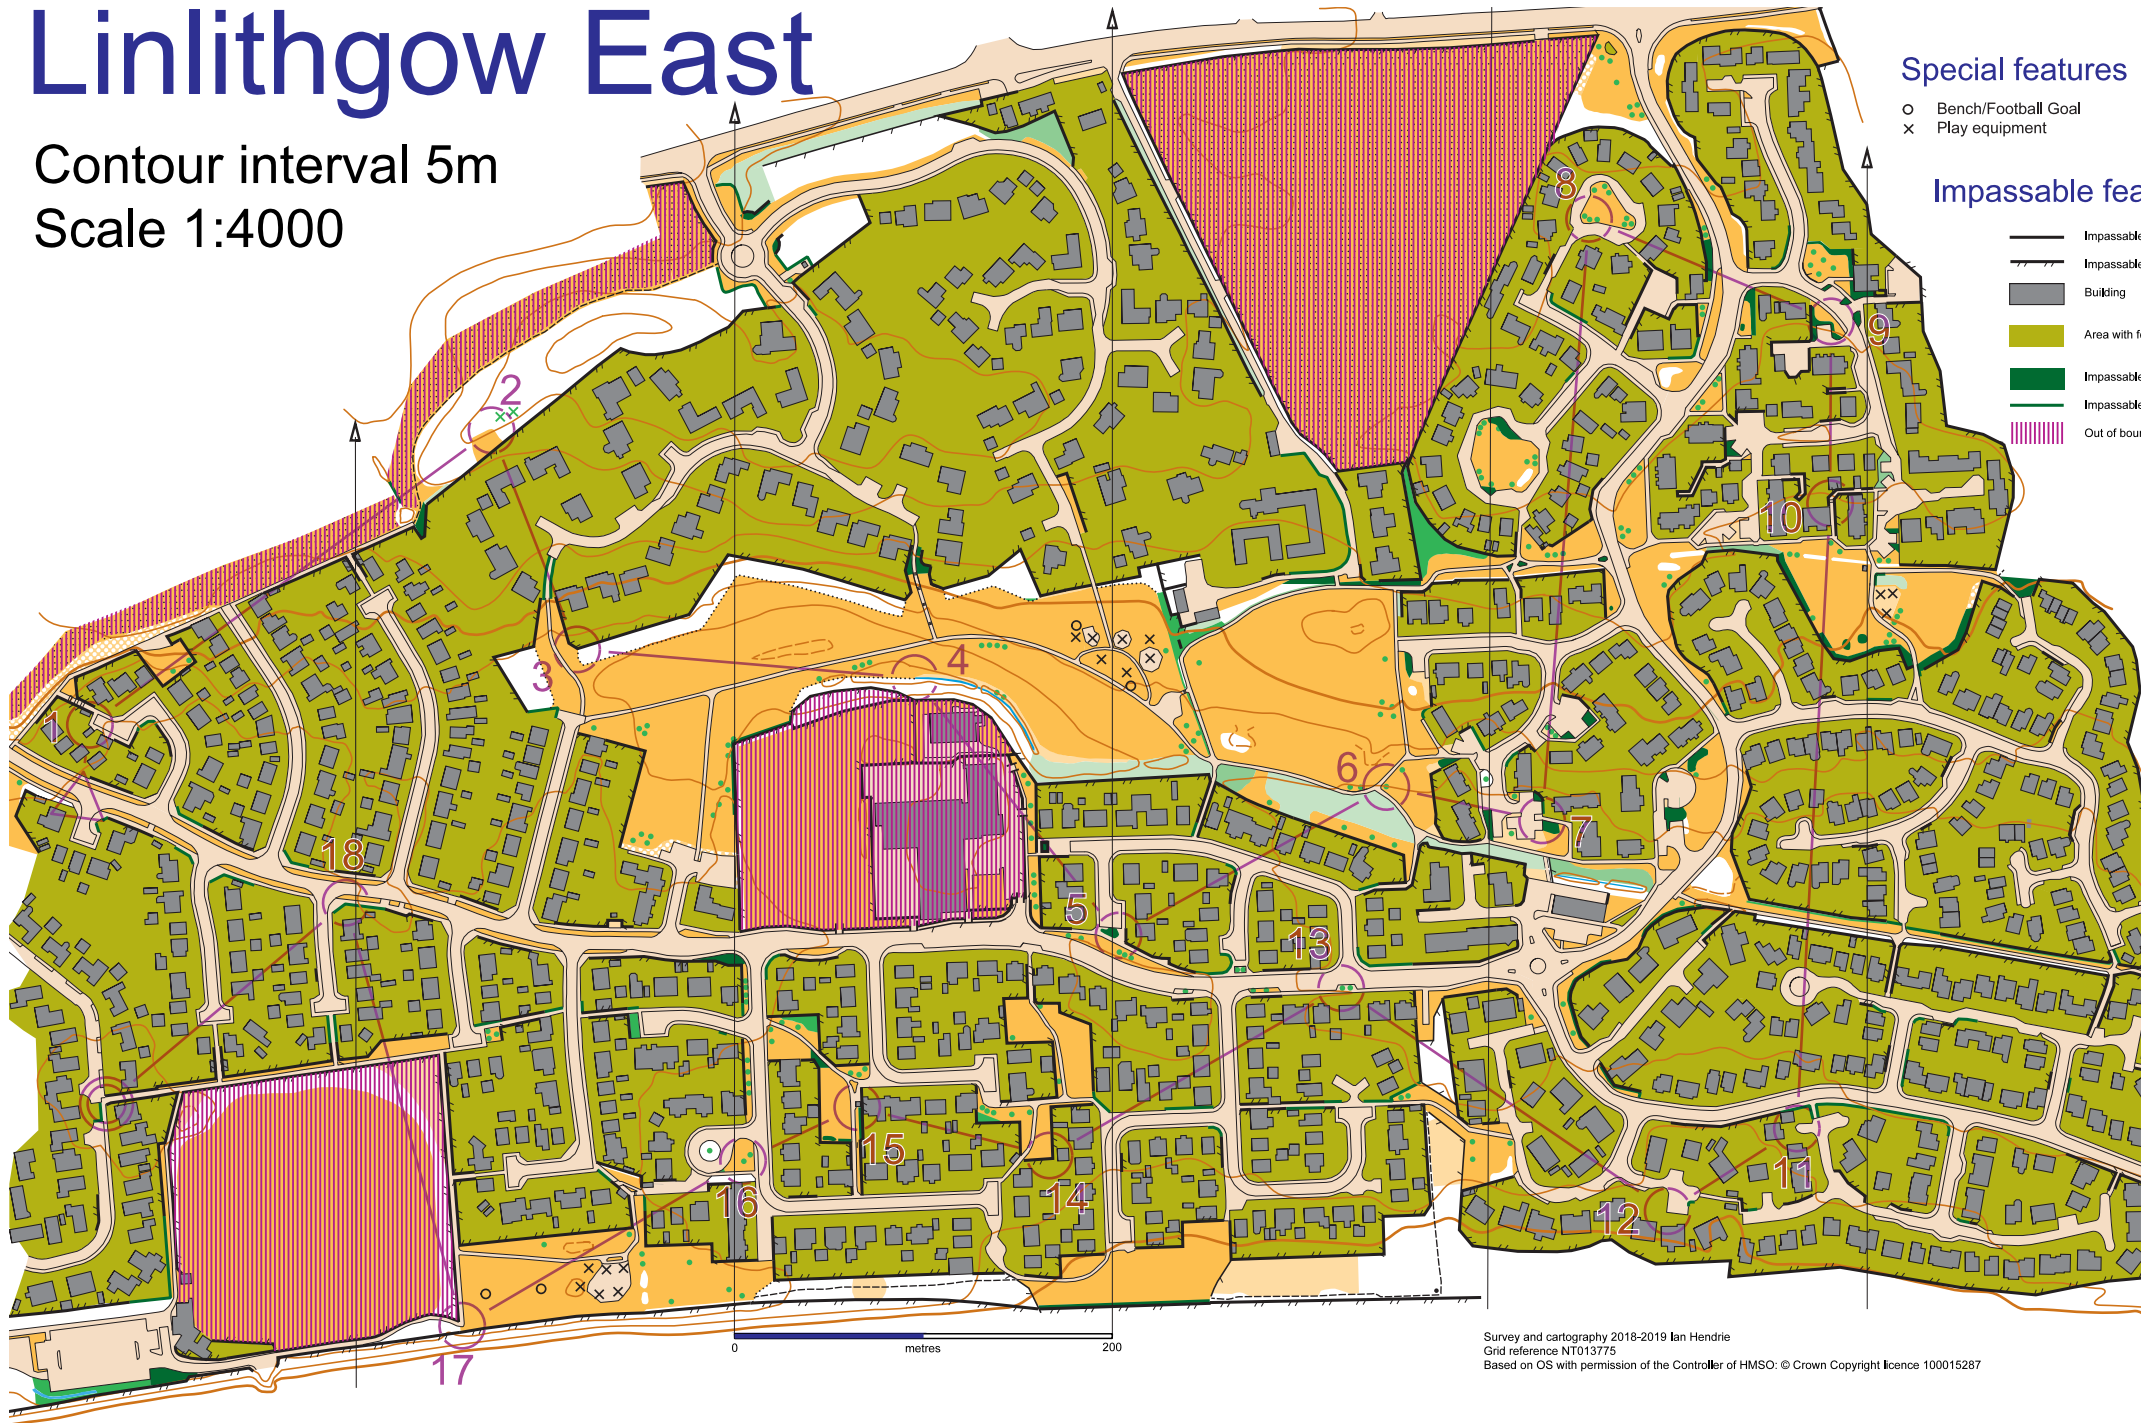 Linlithgow East
Contour interval 5m
Scale 1:4000
Special features
Bench/Football Goal
Play equipment
Impassable
Impassable
Building
Area with
Impassable
Impassable
Out of
1
2
3
4
5
6
7
8
9
10
11
12
13
14
15
16
17
18
0 metres 200
Survey and cartography 2018-2019 Ian Hendrie
Grid reference NT013775
Based on OS with permission of the Controller of HMSO: © Crown Copyright licence 100015287